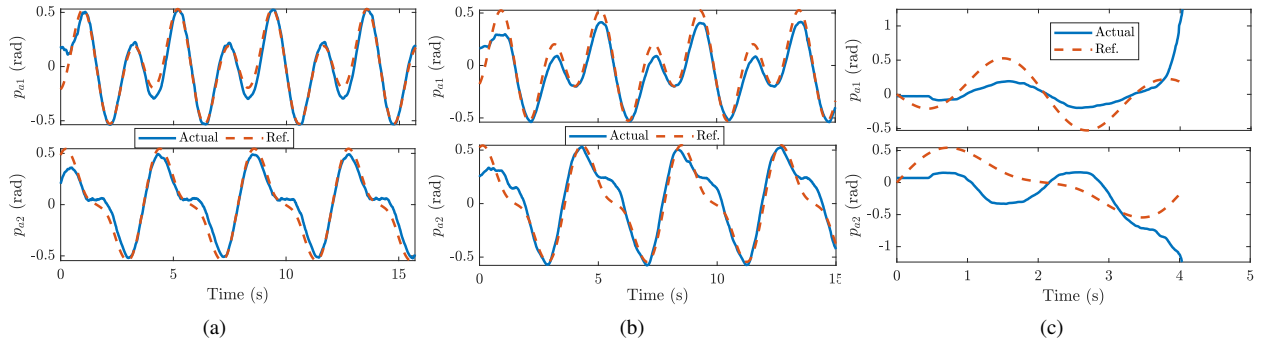 0.5
0
-0.5
p_{a1} (rad)
Actual Ref.
0.5
0
-0.5
p_{a2} (rad)
0 5 10 15
Time (s)
(a)
0.5
0
-0.5
p_{a1} (rad)
Actual Ref.
0.5
0
-0.5
p_{a2} (rad)
0 5 10 15
Time (s)
(b)
1
0.5
0
-0.5
p_{a1} (rad)
Actual
Ref.
0.5
0
-0.5
-1
p_{a2} (rad)
0 1 2 3 4 5
Time (s)
(c)